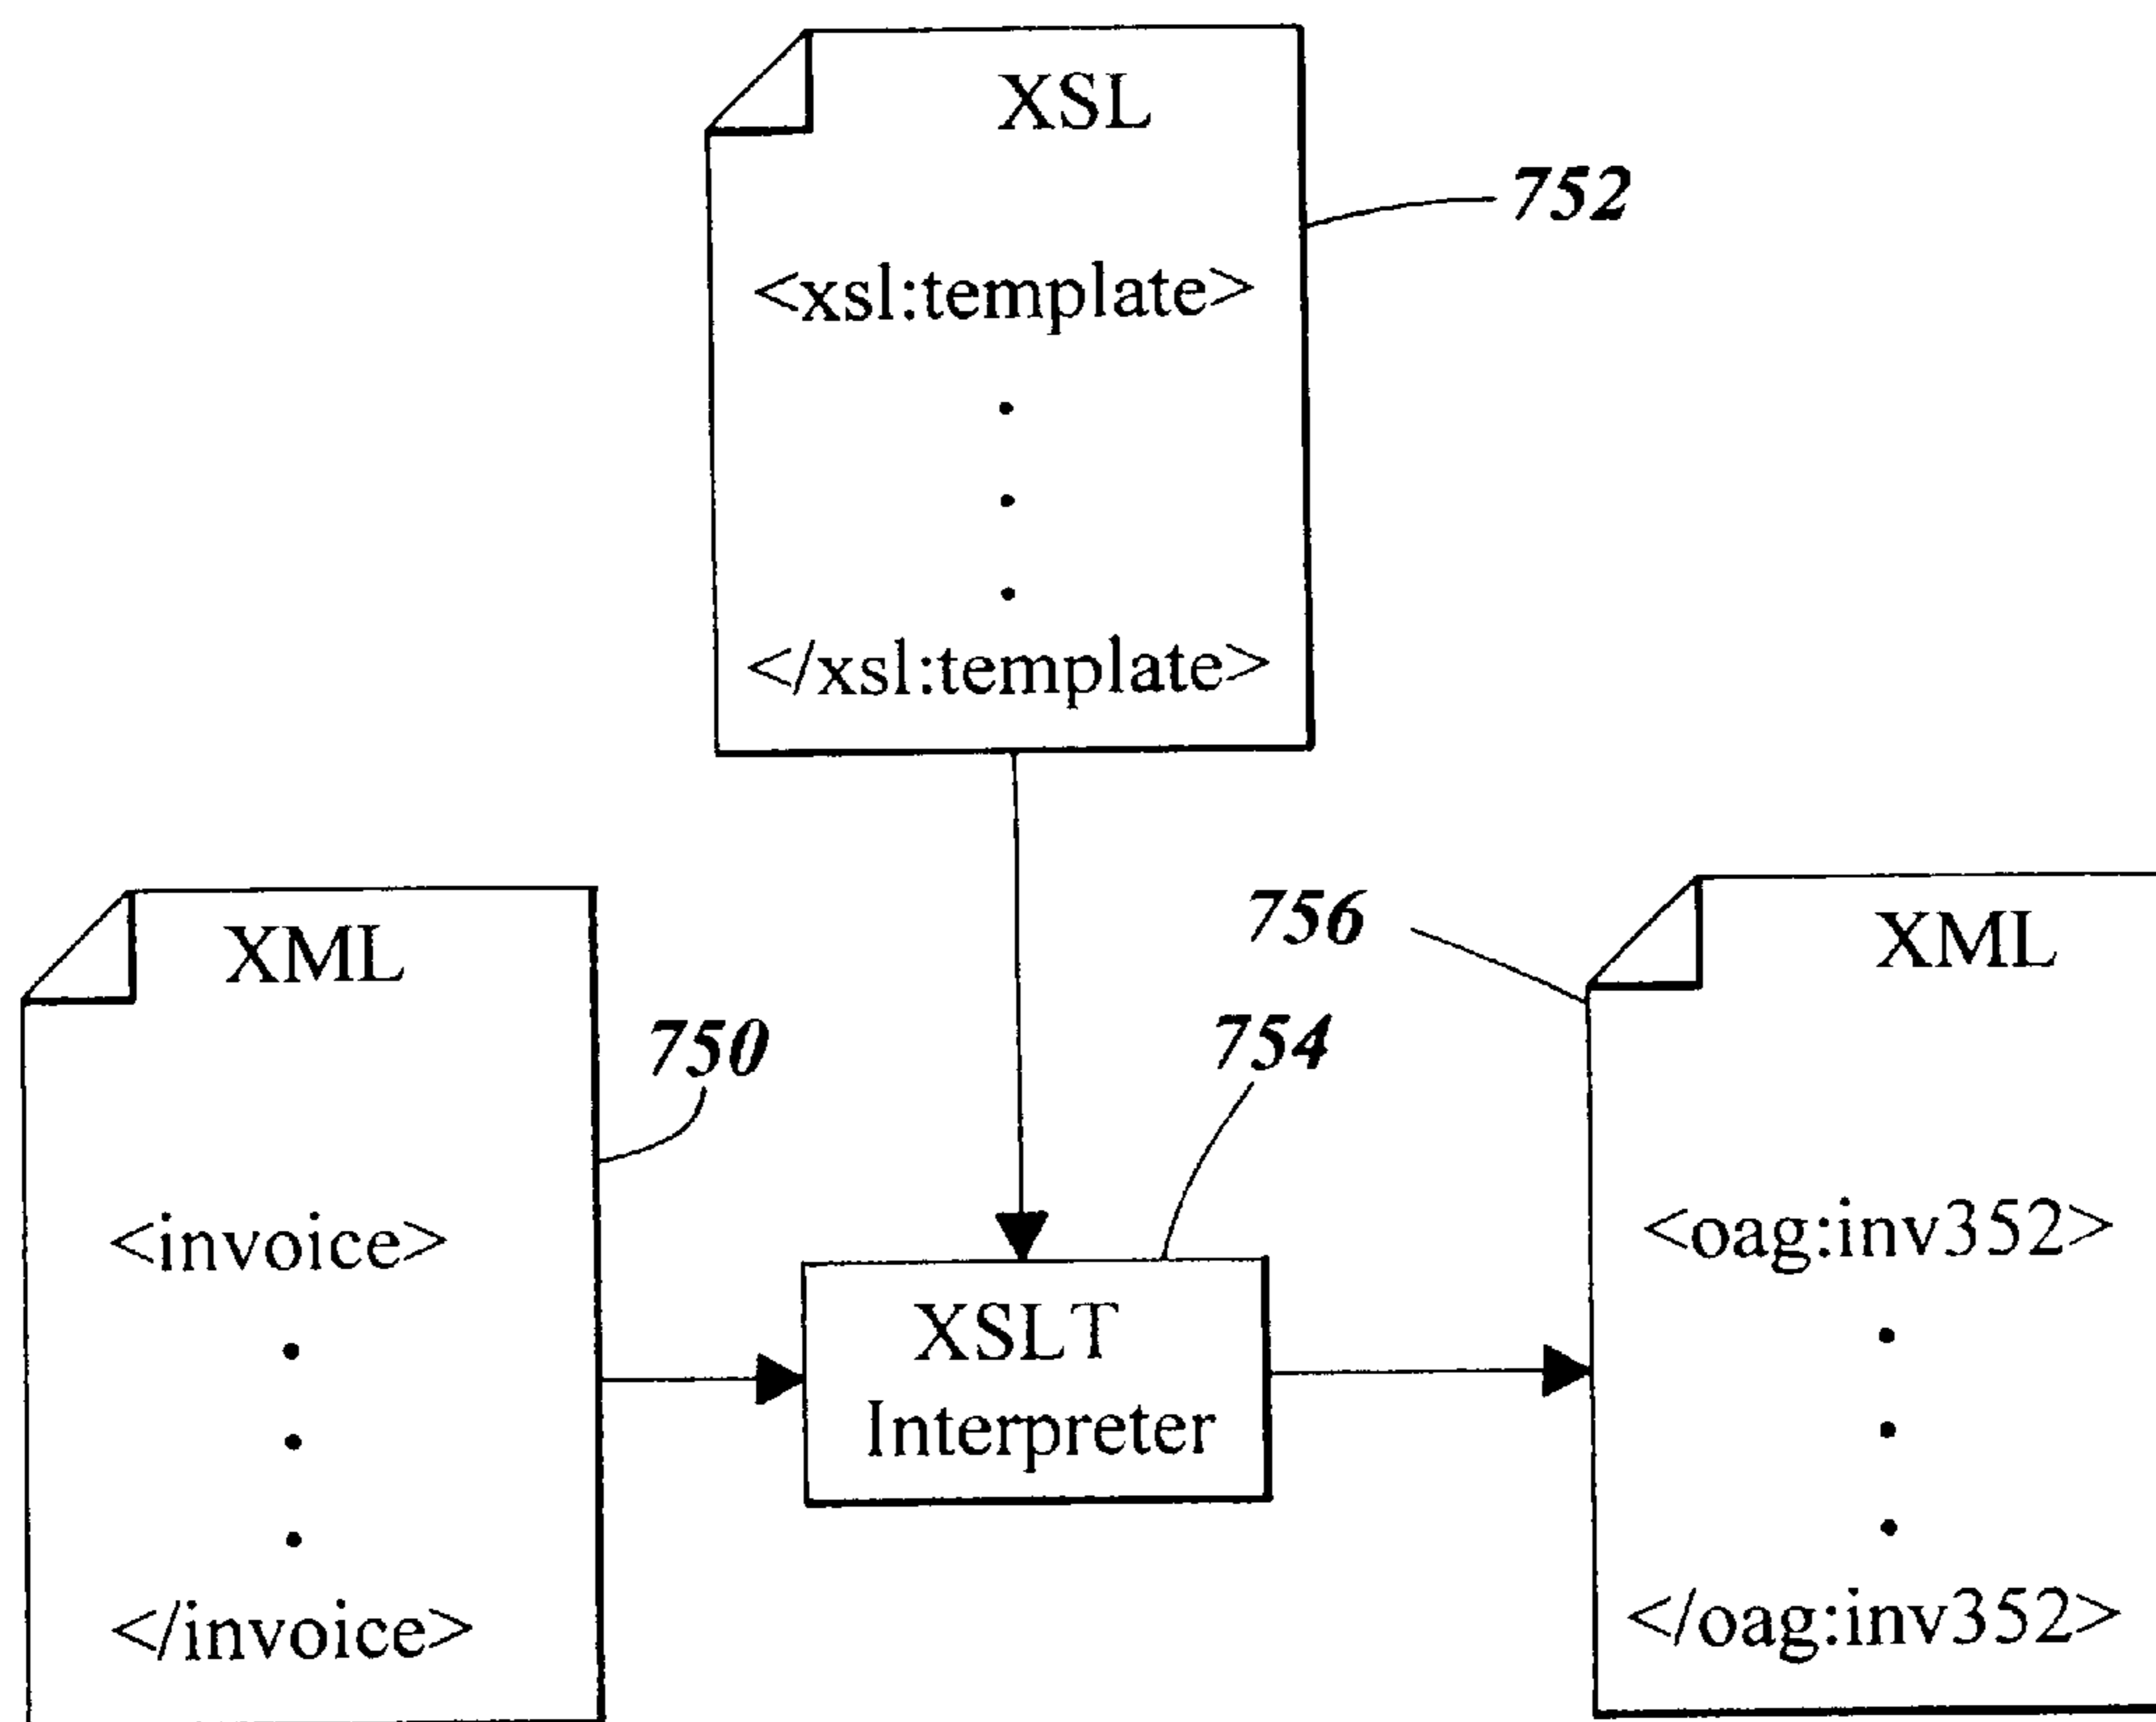 XSL
752
<xsl:template>
.
.
.
</xsl:template>
XML
750
<invoice>
.
.
.
</invoice>
754
XSLT
Interpreter
756
XML
<oag:inv352>
.
.
.
</oag:inv352>